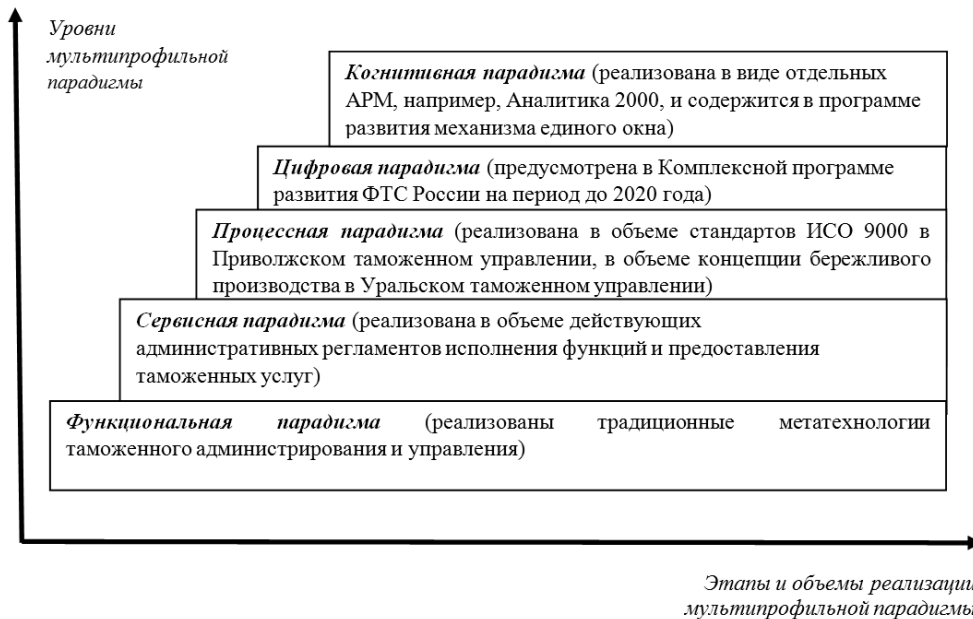 Уровни
мультипрофильной
парадигмы
Когнитивная парадигма (реализована в виде отдельных
АРМ, например, Аналитика 2000, и содержится в программе
развития механизма единого окна)
Цифровая парадигма (предусмотрена в Комплексной программе
развития ФТС России на период до 2020 года)
Процессная парадигма (реализована в объеме стандартов ИСО 9000 в
Приволжском таможенном управлении, в объеме концепции бережливого
производства в Уральском таможенном управлении)
Сервисная парадигма (реализована в объеме действующих
административных регламентов исполнения функций и предоставления
таможенных услуг)
Функциональная парадигма (реализованы традиционные метатехнологии
таможенного администрирования и управления)
Этапы и объемы реализации
мультипрофильной парадигмы